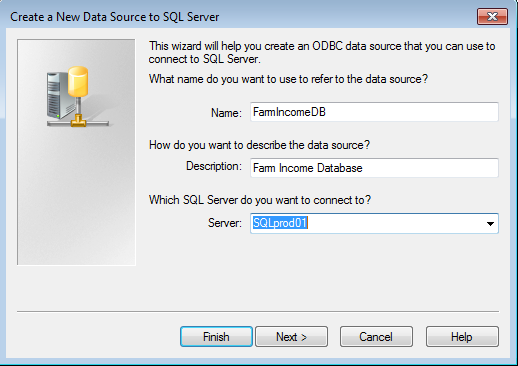 Create a New Data Source to SQL Server
This wizard will help you create an ODBC data source that you can use to
connect to SQL Server.
What name do you want to use to refer to the data source?
Name: FarmIncomeDB
How do you want to describe the data source?
Description: Farm Income Database
Which SQL Server do you want to connect to?
Server: SQLprod01
Finish Next > Cancel Help